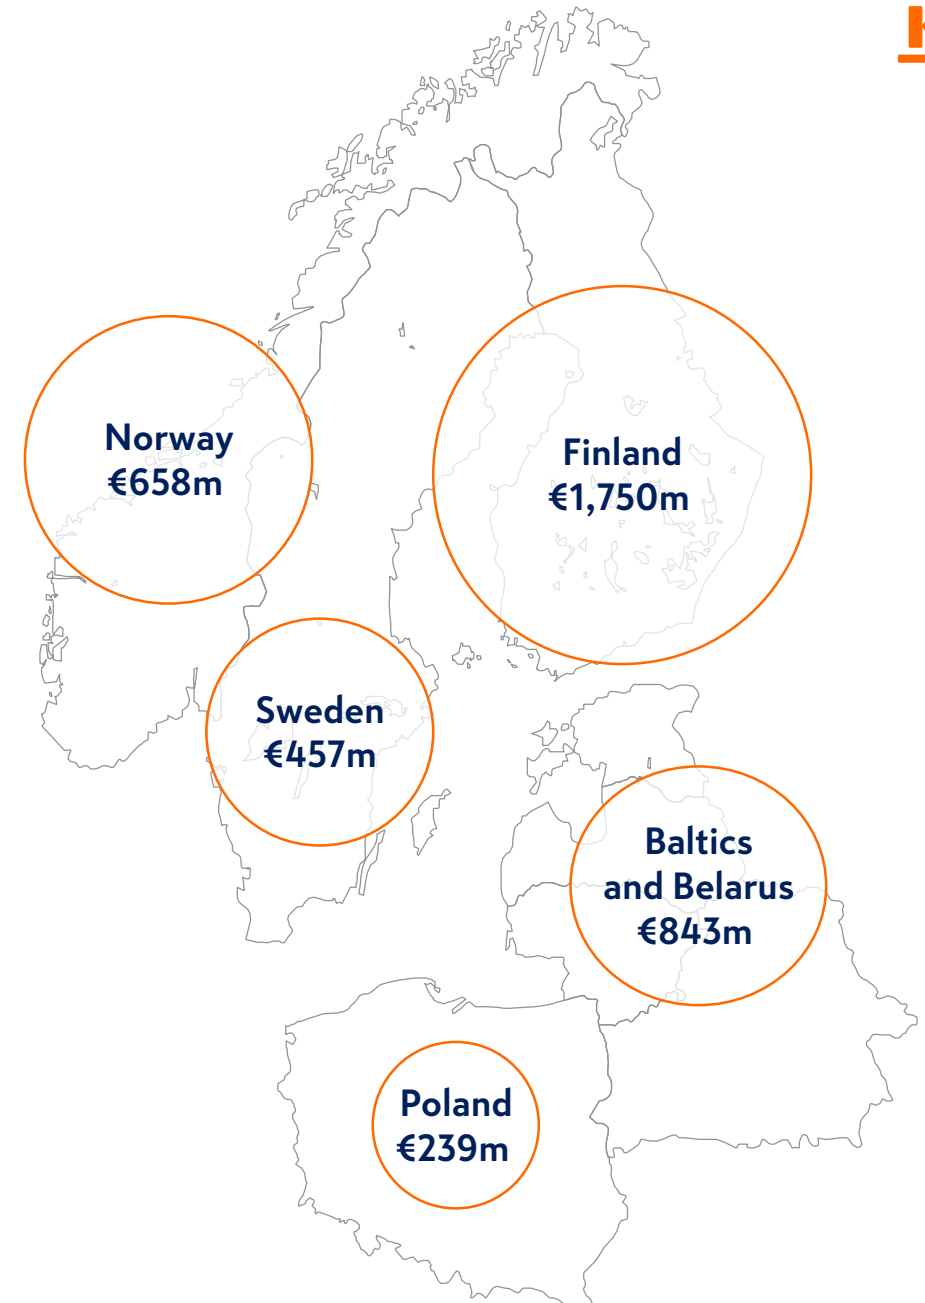 Norway
€658m
Finland
€1,750m
Sweden
€457m
Baltics
and Belarus
€843m
Poland
€239m